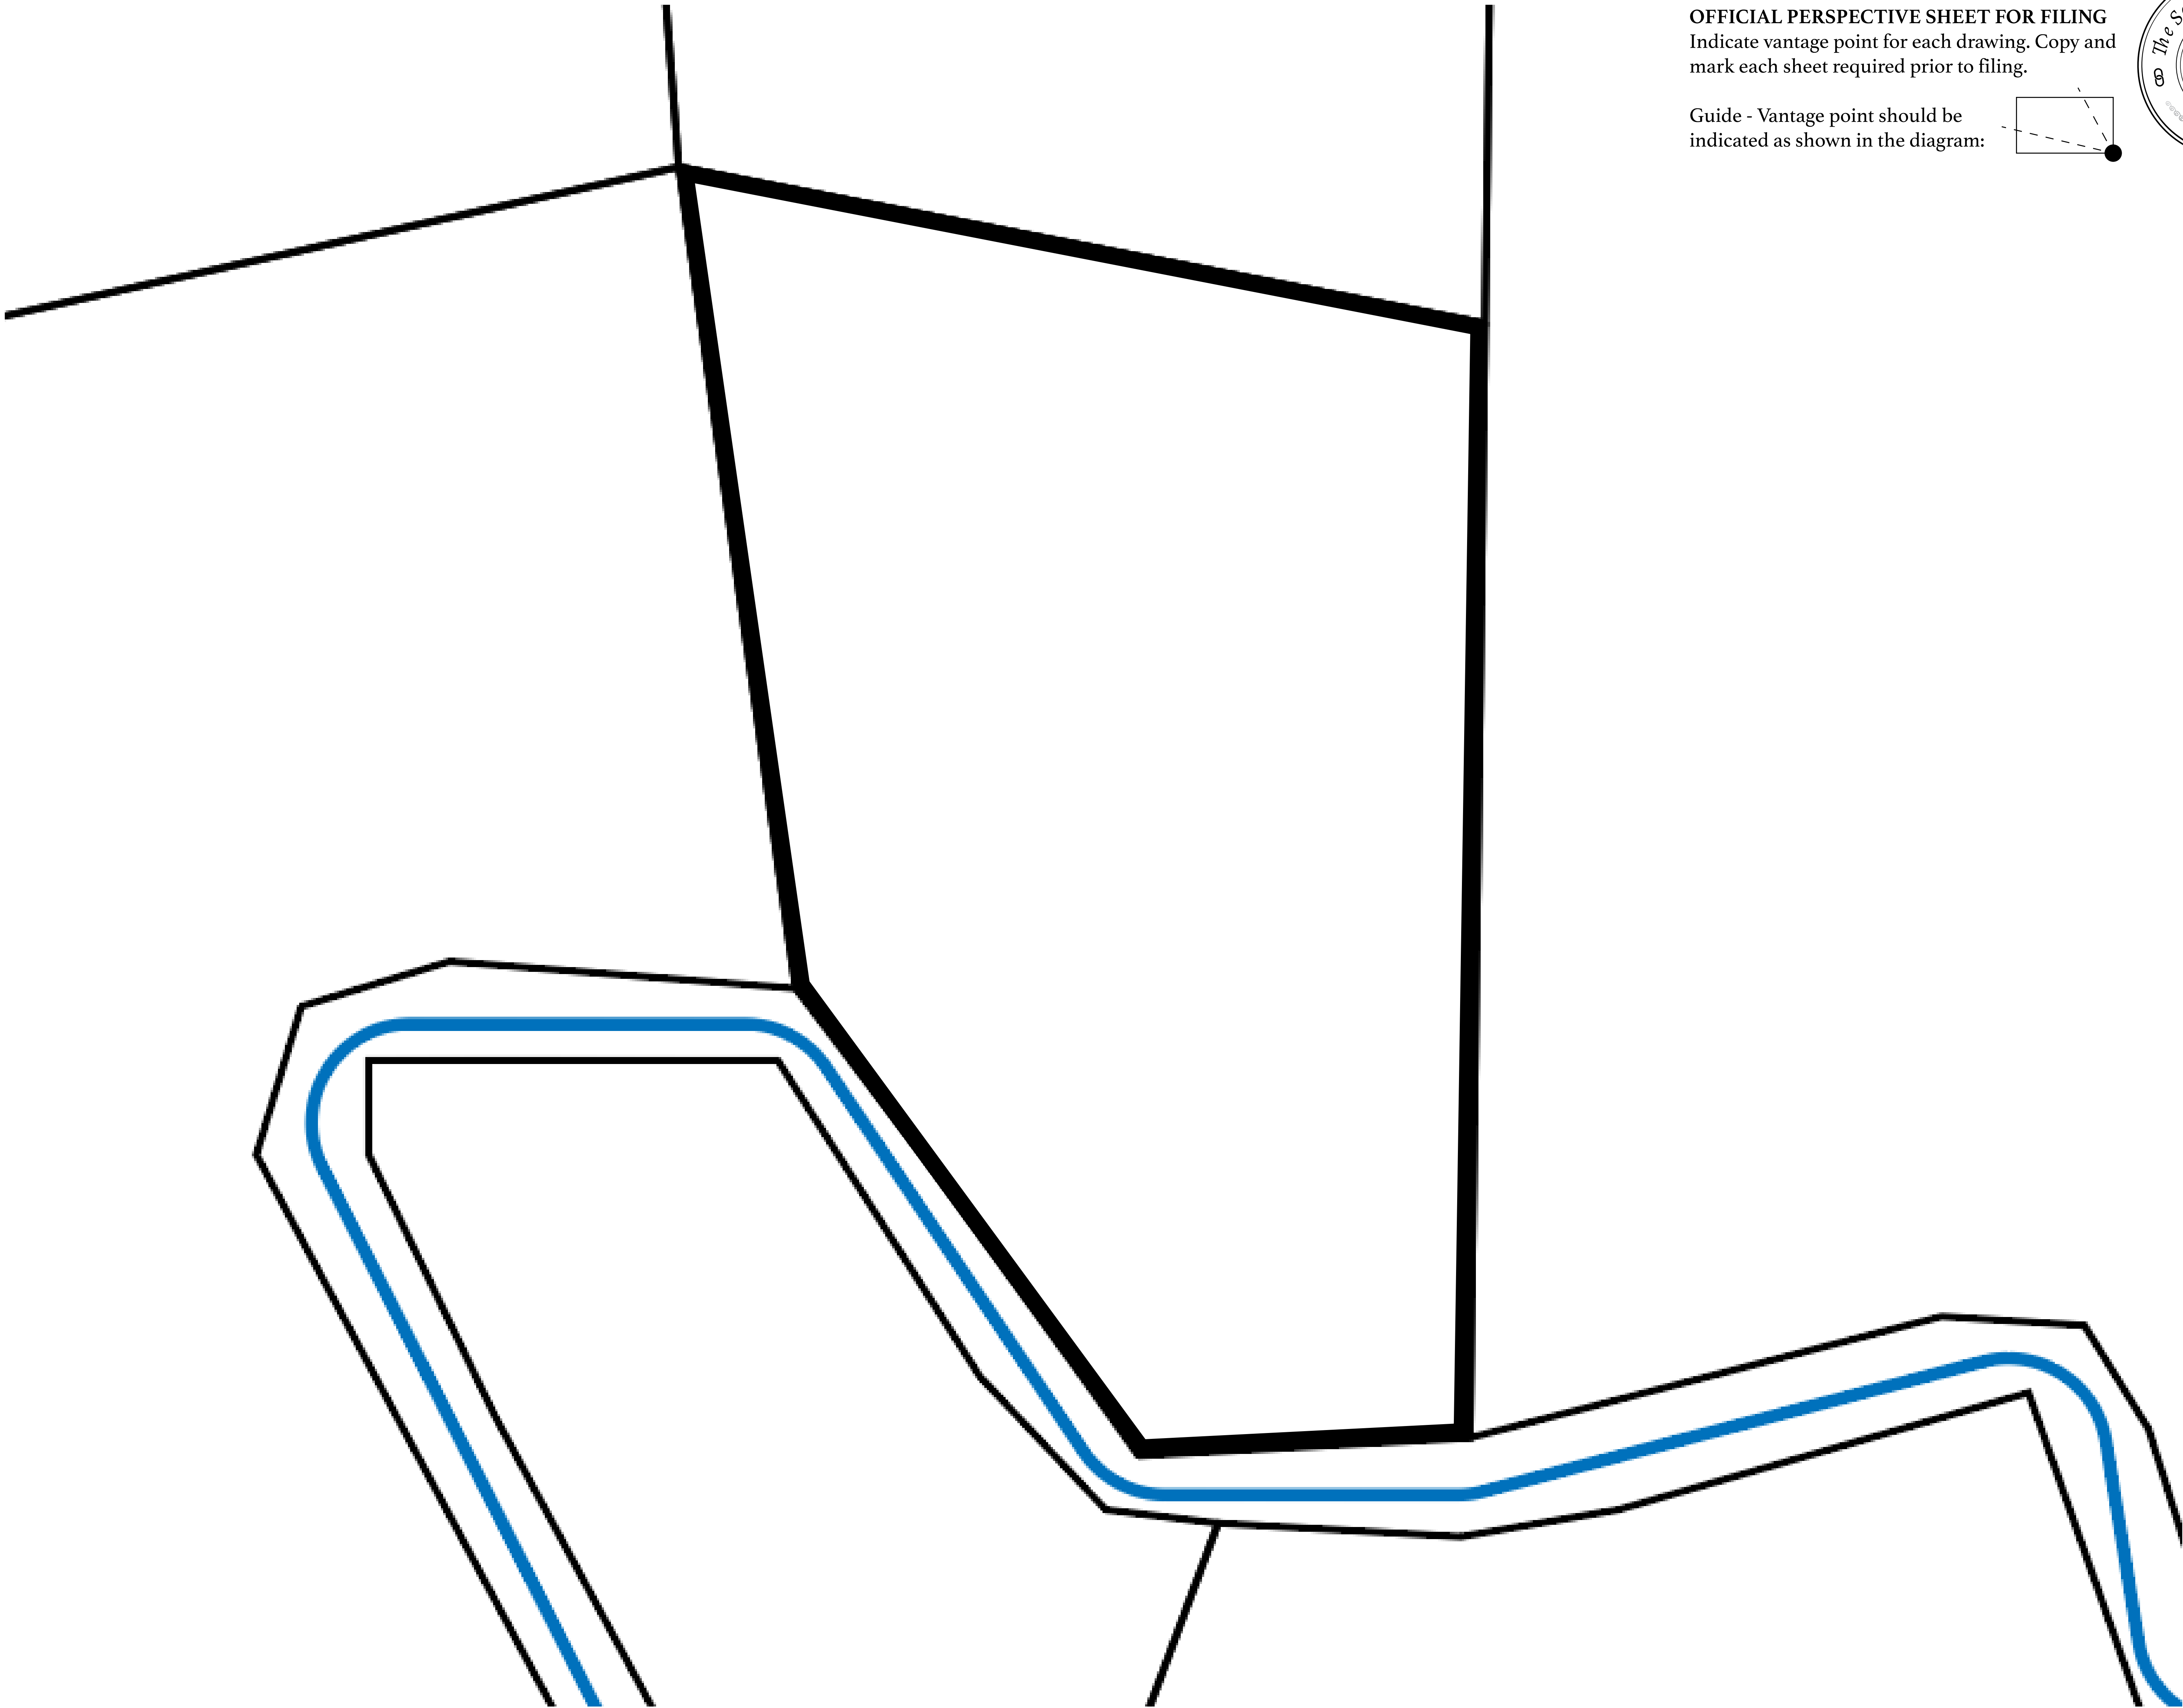 OFFICIAL PERSPECTIVE SHEET FOR FILING
Indicate vantage point for each drawing. Copy and
mark each sheet required prior to filing.
Guide - Vantage point should be
indicated as shown in the diagram:
The